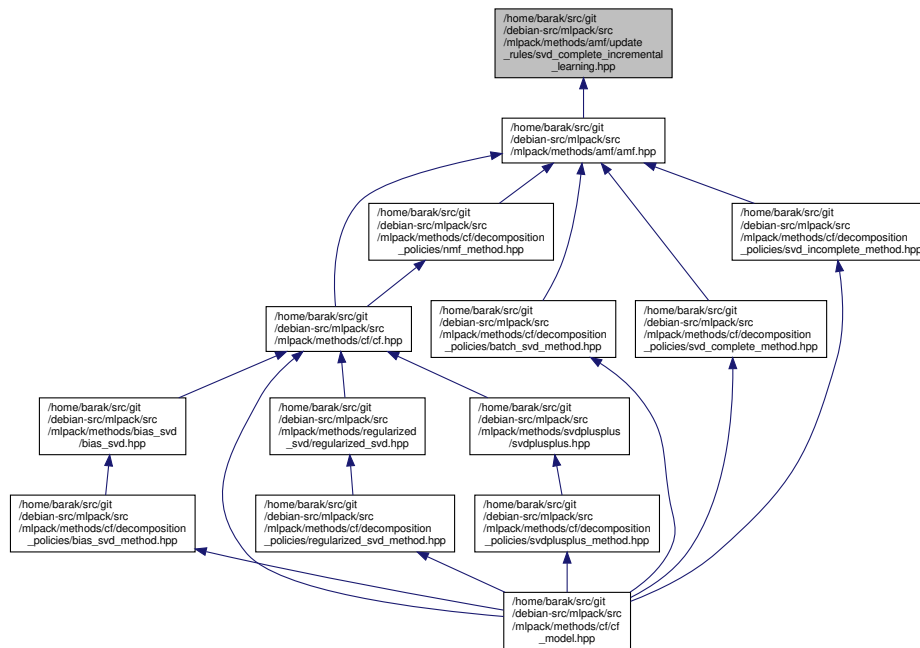 /home/barak/src/git
/debian-src/mlpack/src
/mlpack/methods/amf/update
_rules/svd_complete_incremental
_learning.hpp
/home/barak/src/git
/debian-src/mlpack/src
/mlpack/methods/amf/amf.hpp
/home/barak/src/git
/debian-src/mlpack/src
/mlpack/methods/cf/decomposition
_policies/nmf_method.hpp
/home/barak/src/git
/debian-src/mlpack/src
/mlpack/methods/cf/decomposition
_policies/svd_incomplete_method.hpp
/home/barak/src/git
/debian-src/mlpack/src
/mlpack/methods/cf/cf.hpp
/home/barak/src/git
/debian-src/mlpack/src
/mlpack/methods/cf/decomposition
_policies/batch_svd_method.hpp
/home/barak/src/git
/debian-src/mlpack/src
/mlpack/methods/cf/decomposition
_policies/svd_complete_method.hpp
/home/barak/src/git
/debian-src/mlpack/src
/mlpack/methods/bias_svd
/bias_svd.hpp
/home/barak/src/git
/debian-src/mlpack/src
/mlpack/methods/regularized
_svd/regularized_svd.hpp
/home/barak/src/git
/debian-src/mlpack/src
/mlpack/methods/svdplusplus
/svdplusplus.hpp
/home/barak/src/git
/debian-src/mlpack/src
/mlpack/methods/cf/decomposition
_policies/bias_svd_method.hpp
/home/barak/src/git
/debian-src/mlpack/src
/mlpack/methods/cf/decomposition
_policies/regularized_svd_method.hpp
/home/barak/src/git
/debian-src/mlpack/src
/mlpack/methods/cf/decomposition
_policies/svdplusplus_method.hpp
/home/barak/src/git
/debian-src/mlpack/src
/mlpack/methods/cf/cf
_model.hpp